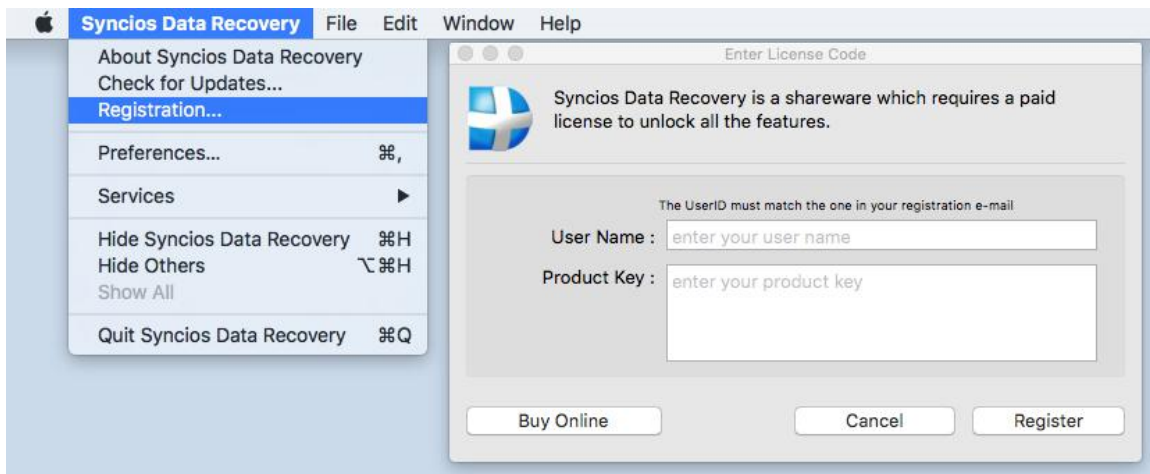 Syncios Data Recovery File Edit Window Help
About Syncios Data Recovery
Check for Updates...
Registration...
Preferences... ⌘,
Services ▶
Hide Syncios Data Recovery ⌘H
Hide Others ⌥⌘H
Show All
Quit Syncios Data Recovery ⌘Q
Enter License Code
Syncios Data Recovery is a shareware which requires a paid
license to unlock all the features.
The UserID must match the one in your registration e-mail
User Name : enter your user name
Product Key : enter your product key
Buy Online Cancel Register